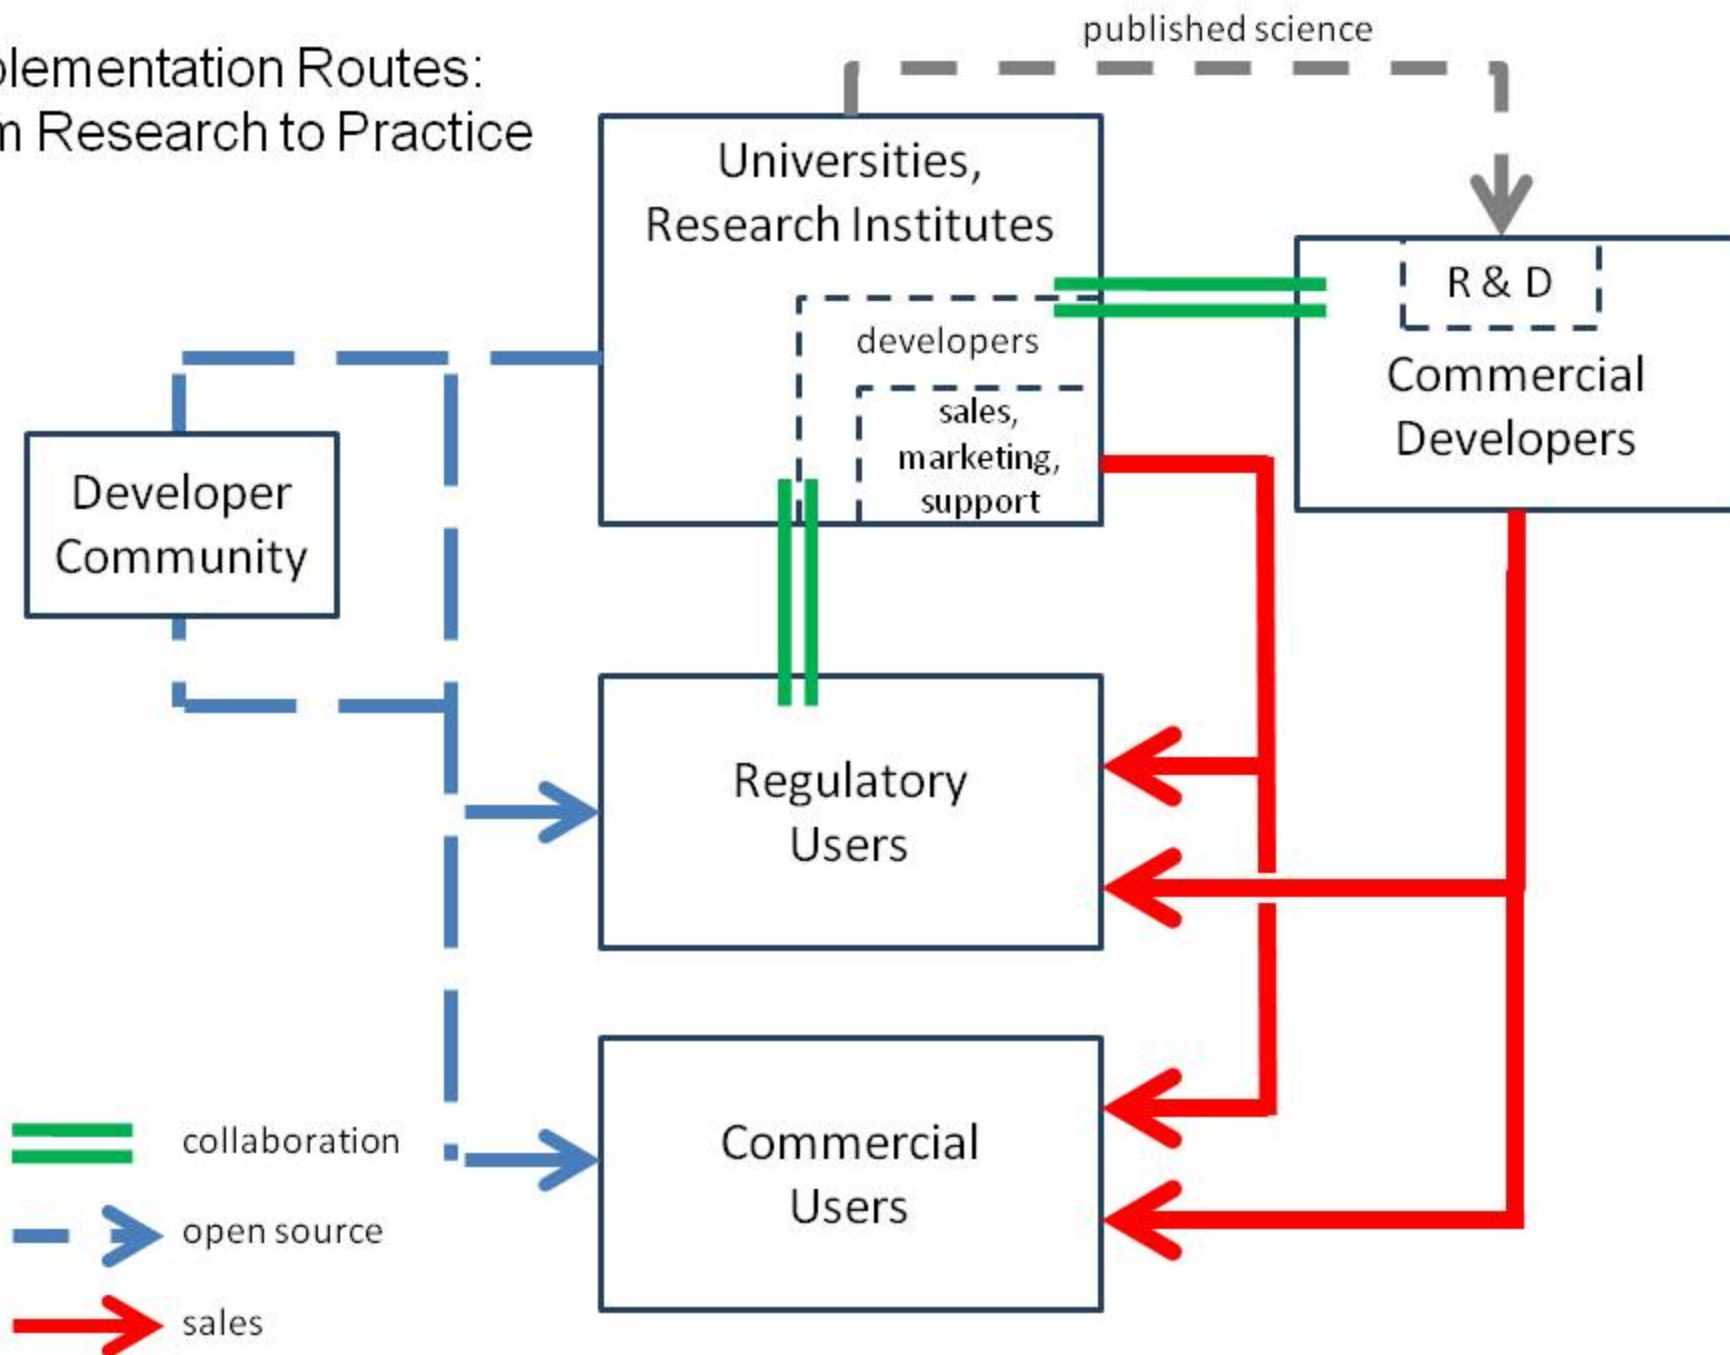 plementation Routes:
m Research to Practice
published science
Universities,
Research Institutes
developers
sales,
marketing,
support
R & D
Commercial
Developers
Developer
Community
Regulatory
Users
Commercial
Users
collaboration
open source
sales